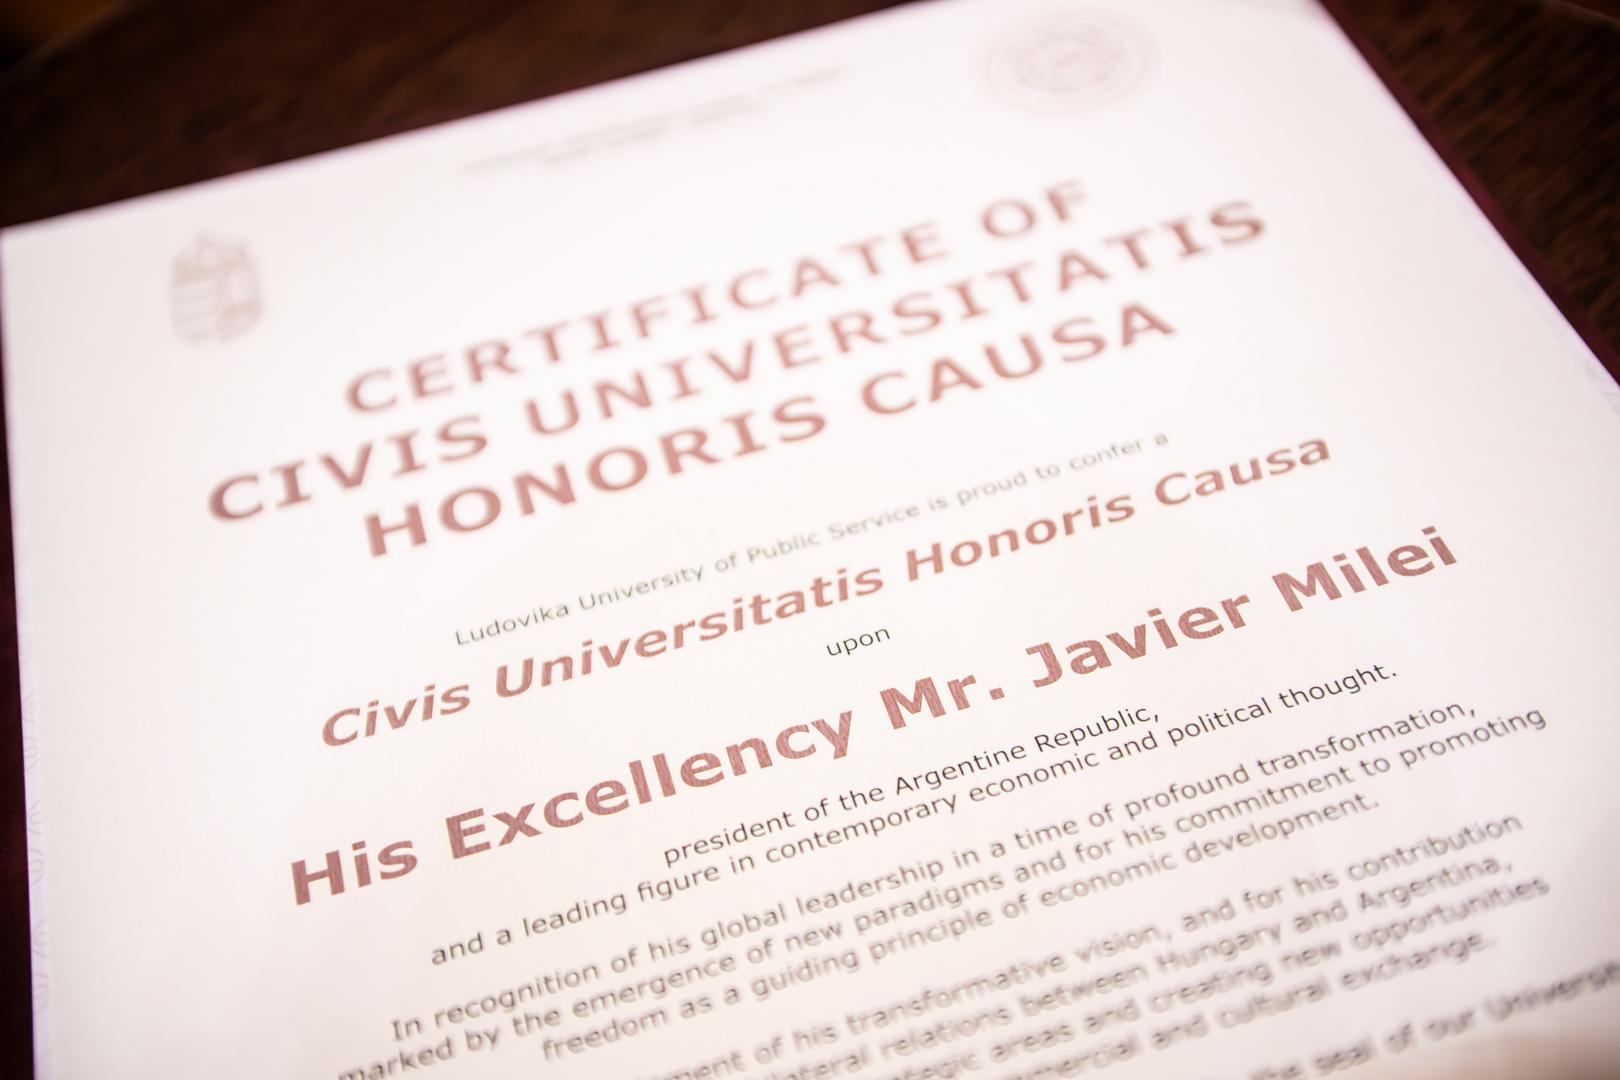 CERTIFICATE OF
CIVIS UNIVERSITATIS
HONORIS CAUSA
Ludovika University of Public Service is proud to confer a
Civis Universitatis Honoris Causa
upon
His Excellency Mr. Javier Milei
president of the Argentine Republic,
and a leading figure in contemporary economic and political thought.
In recognition of his global leadership in a time of profound transformation,
marked by the emergence of new paradigms and for his commitment to promoting
freedom as a guiding principle of economic development.
of his transformative vision, and for his contribution
relations between Hungary and Argentina,
areas and creating new opportunities
and cultural exchange.
seal of our